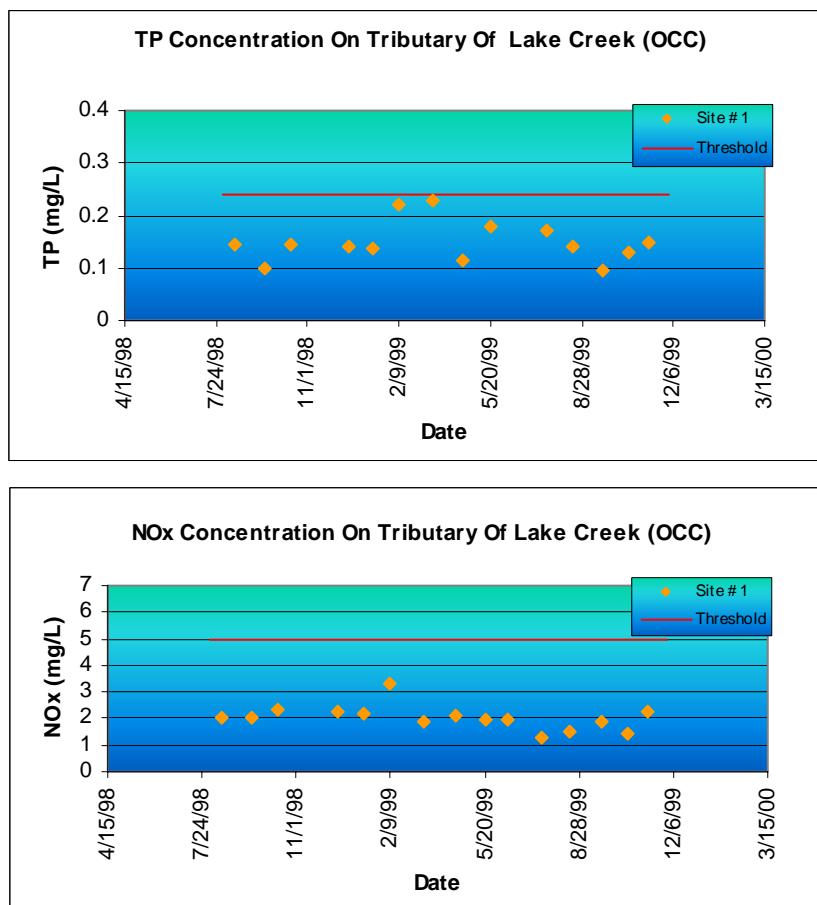 TP Concentration On Tributary Of Lake Creek (OCC)
TP (mg/L)
0.4
0.3
0.2
0.1
0
Site # 1
Threshold
4/15/98
7/24/98
11/1/98
2/9/99
5/20/99
8/28/99
12/6/99
3/15/00
Date
NOx Concentration On Tributary Of Lake Creek (OCC)
NOx (mg/L)
7
6
5
4
3
2
1
0
Site # 1
Threshold
4/15/98
7/24/98
11/1/98
2/9/99
5/20/99
8/28/99
12/6/99
3/15/00
Date